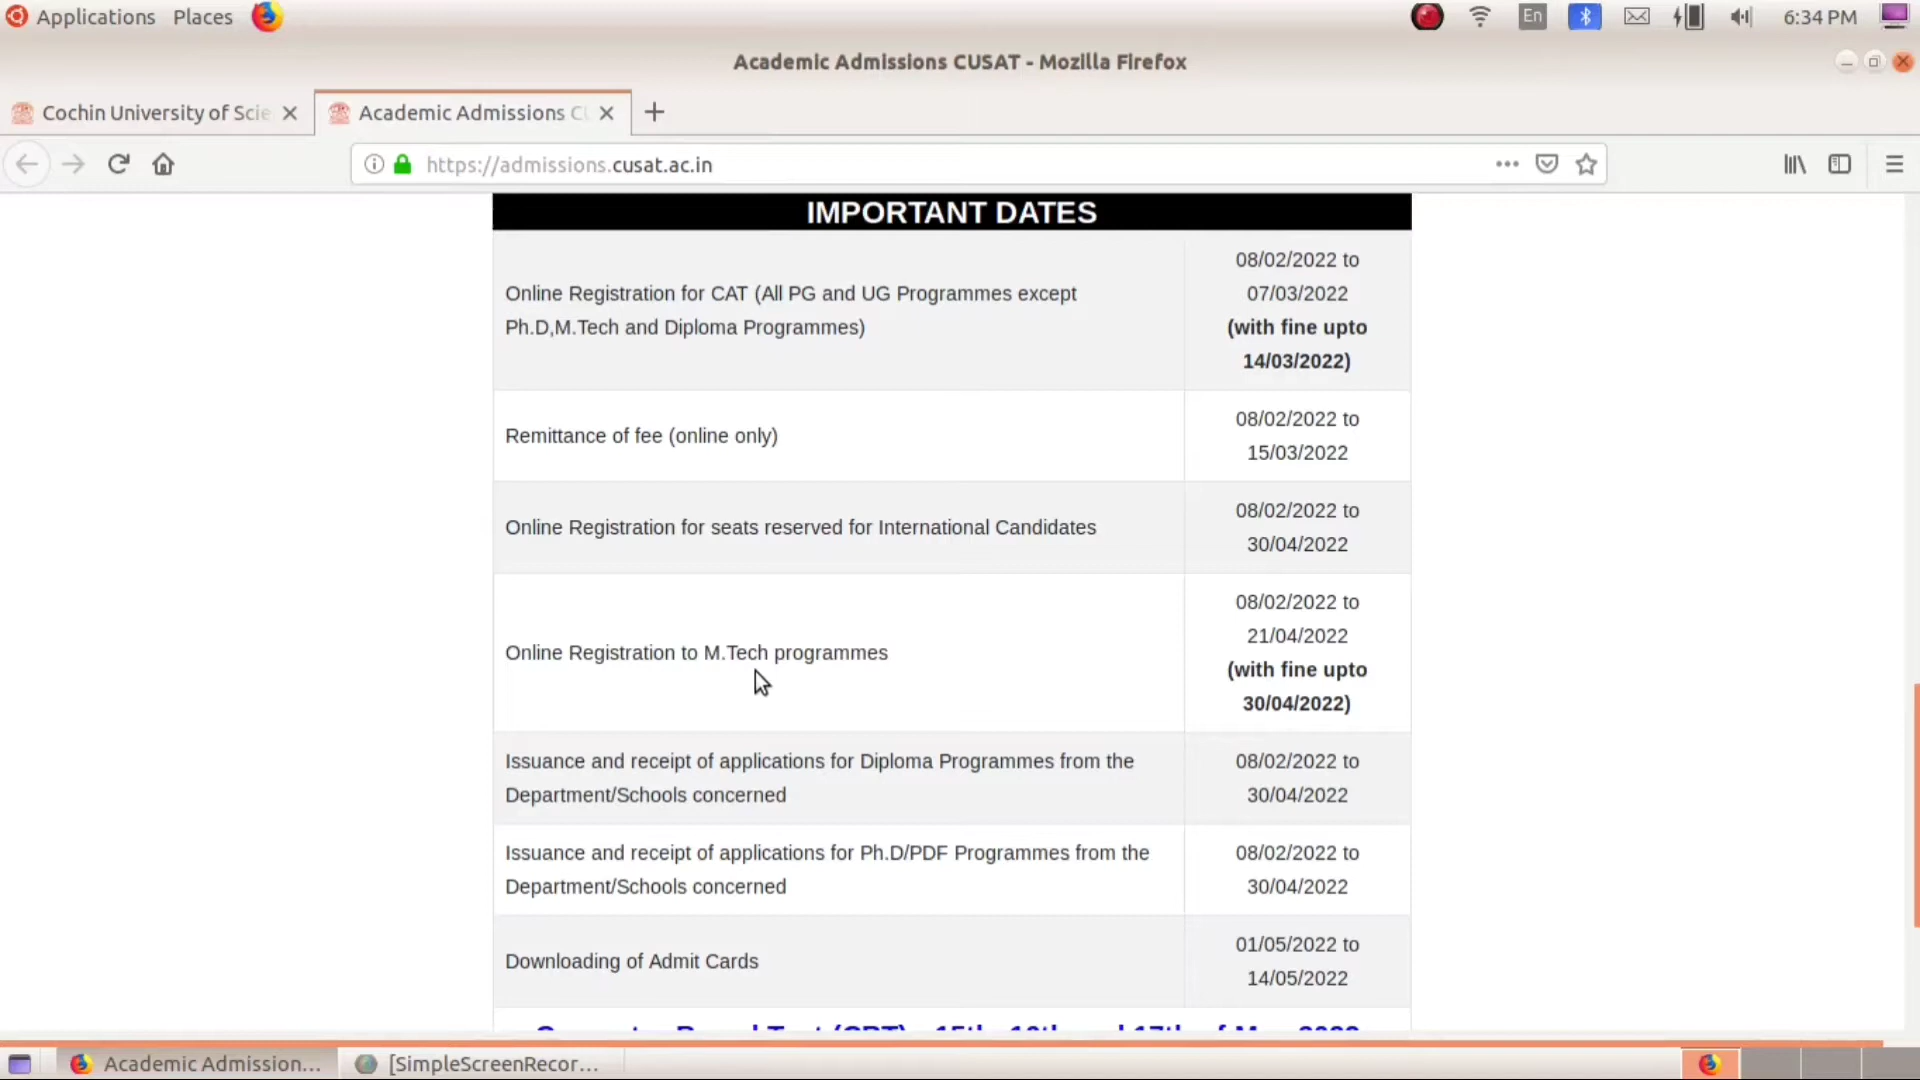 Applications Places En 6:34 PM
Academic Admissions CUSAT - Mozilla Firefox
Cochin University of Scie Academic Admissions CU
https://admissions.cusat.ac.in
IMPORTANT DATES
08/02/2022 to
Online Registration for CAT (All PG and UG Programmes except 07/03/2022
Ph.D,M.Tech and Diploma Programmes) (with fine upto
14/03/2022)
08/02/2022 to
Remittance of fee (online only)
15/03/2022
08/02/2022 to
Online Registration for seats reserved for International Candidates
30/04/2022
08/02/2022 to
21/04/2022
Online Registration to M.Tech programmes
(with fine upto
30/04/2022)
Issuance and receipt of applications for Diploma Programmes from the 08/02/2022 to
Department/Schools concerned 30/04/2022
Issuance and receipt of applications for Ph.D/PDF Programmes from the 08/02/2022 to
Department/Schools concerned 30/04/2022
01/05/2022 to
Downloading of Admit Cards
14/05/2022
Academic Admission... [SimpleScreenRecor...